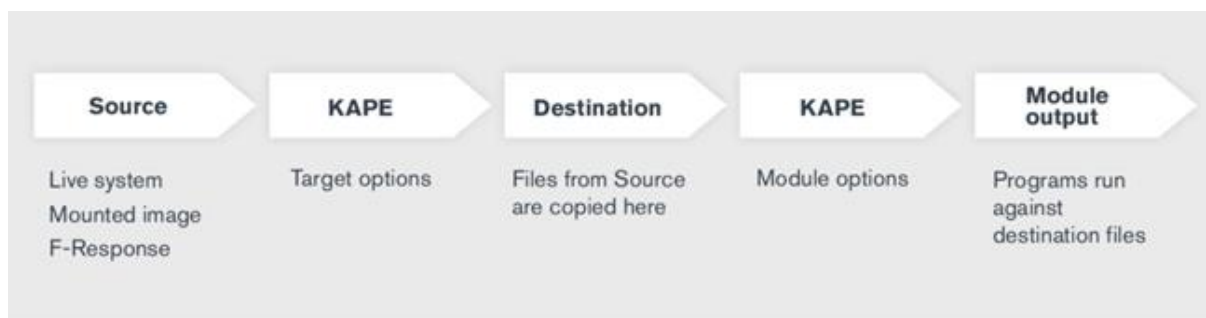 Source
KAPE
Destination
KAPE
Module
output
Live system
Mounted image
F-Response
Target options
Files from Source
are copied here
Module options
Programs run
against
destination files